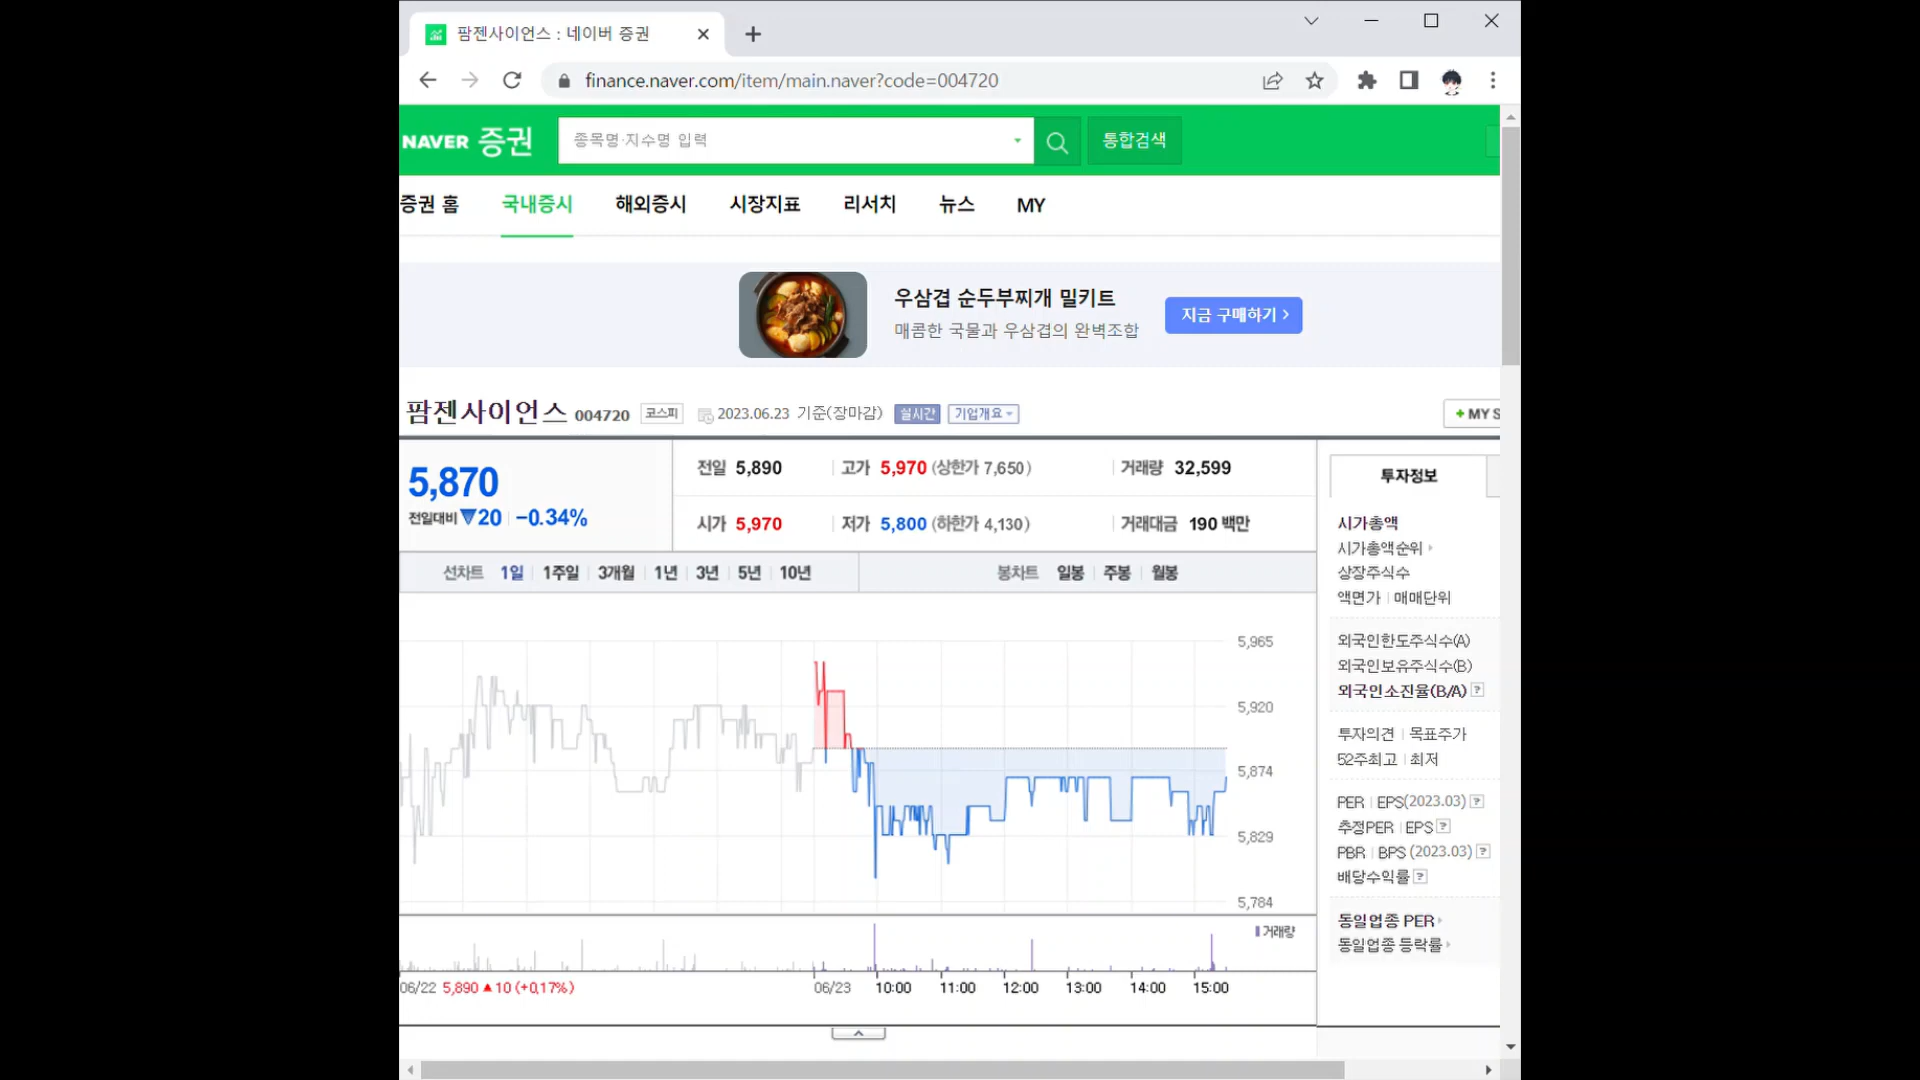 팜젠사이언스 : 네이버 증권
finance.naver.com/item/main.naver?code=004720
NAVER 증권 종목명·지수명 입력 통합검색
증권 홈 국내증시 해외증시 시장지표 리서치 뉴스 MY
우삼겹 순두부찌개 밀키트
매콤한 국물과 우삼겹의 완벽조합
지금 구매하기 >
팜젠사이언스 004720 코스피 2023.06.23 기준(장마감) 실시간 기업개요
+ MY S
5,870
전일대비 ▼20 -0.34%
전일 5,890 고가 5,970 (상한가 7,650) 거래량 32,599
시가 5,970 저가 5,800 (하한가 4,130) 거래대금 190 백만
선차트 1일 1주일 3개월 1년 3년 5년 10년 봉차트 일봉 주봉 월봉
5,965
5,920
5,874
5,829
5,784
거래량
06/22 5,890 ▲10 (+0.17%) 06/23 10:00 11:00 12:00 13:00 14:00 15:00
투자정보
시가총액
시가총액순위
상장주식수
액면가 | 매매단위
외국인한도주식수(A)
외국인보유주식수(B)
외국인소진율(B/A) ?
투자의견 | 목표주가
52주최고 | 최저
PER | EPS(2023.03) ?
추정PER | EPS ?
PBR | BPS (2023.03) ?
배당수익률 ?
동일업종 PER
동일업종 등락률